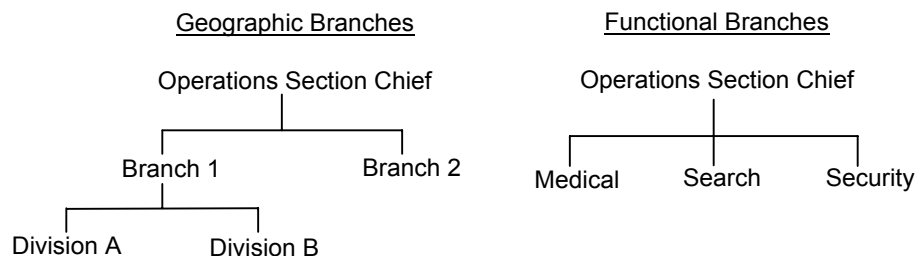 Geographic Branches
Operations Section Chief
Branch 1
Branch 2
Division A
Division B
Functional Branches
Operations Section Chief
Medical
Search
Security